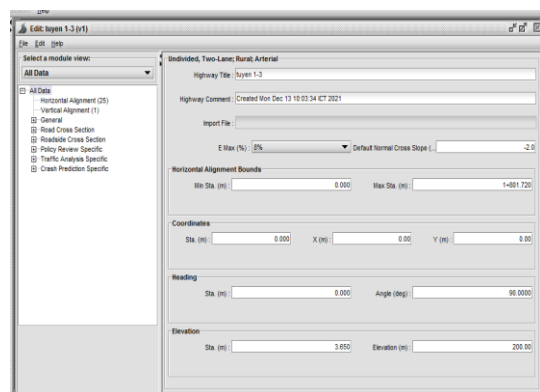 Help
Edit: tuyen 1-3 (v1)
File Edit Help
Select a module view:
All Data
All Data
Horizontal Alignment (25)
Vertical Alignment (1)
General
Road Cross Section
Roadside Cross Section
Policy Review Specific
Traffic Analysis Specific
Crash Prediction Specific
Undivided, Two-Lane; Rural; Arterial
Highway Title : tuyen 1-3
Highway Comment : Created Mon Dec 13 10:03:34 ICT 2021
Import File :
E Max (%) : 8% Default Normal Cross Slope (... -2.0
Horizontal Alignment Bounds
Min Sta. (m) : 0.000 Max Sta. (m) : 1+801.720
Coordinates
Sta. (m) : 0.000 X (m) : 0.00 Y (m) : 0.00
Heading
Sta. (m) : 0.000 Angle (deg) : 90.0000
Elevation
Sta. (m) : 3.650 Elevation (m) : 200.00